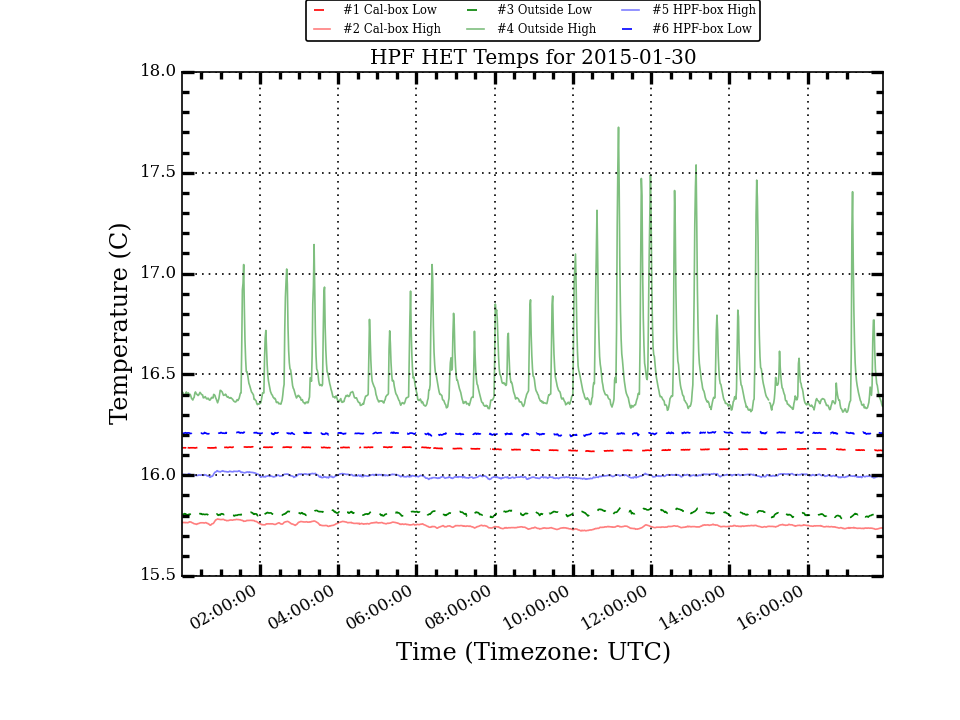 #1 Cal-box Low #3 Outside Low #5 HPF-box High
#2 Cal-box High #4 Outside High #6 HPF-box Low
HPF HET Temps for 2015-01-30
18.0
17.5
17.0
16.5
16.0
15.5
Temperature (C)
02:00:00 04:00:00 06:00:00 08:00:00 10:00:00 12:00:00 14:00:00 16:00:00
Time (Timezone: UTC)